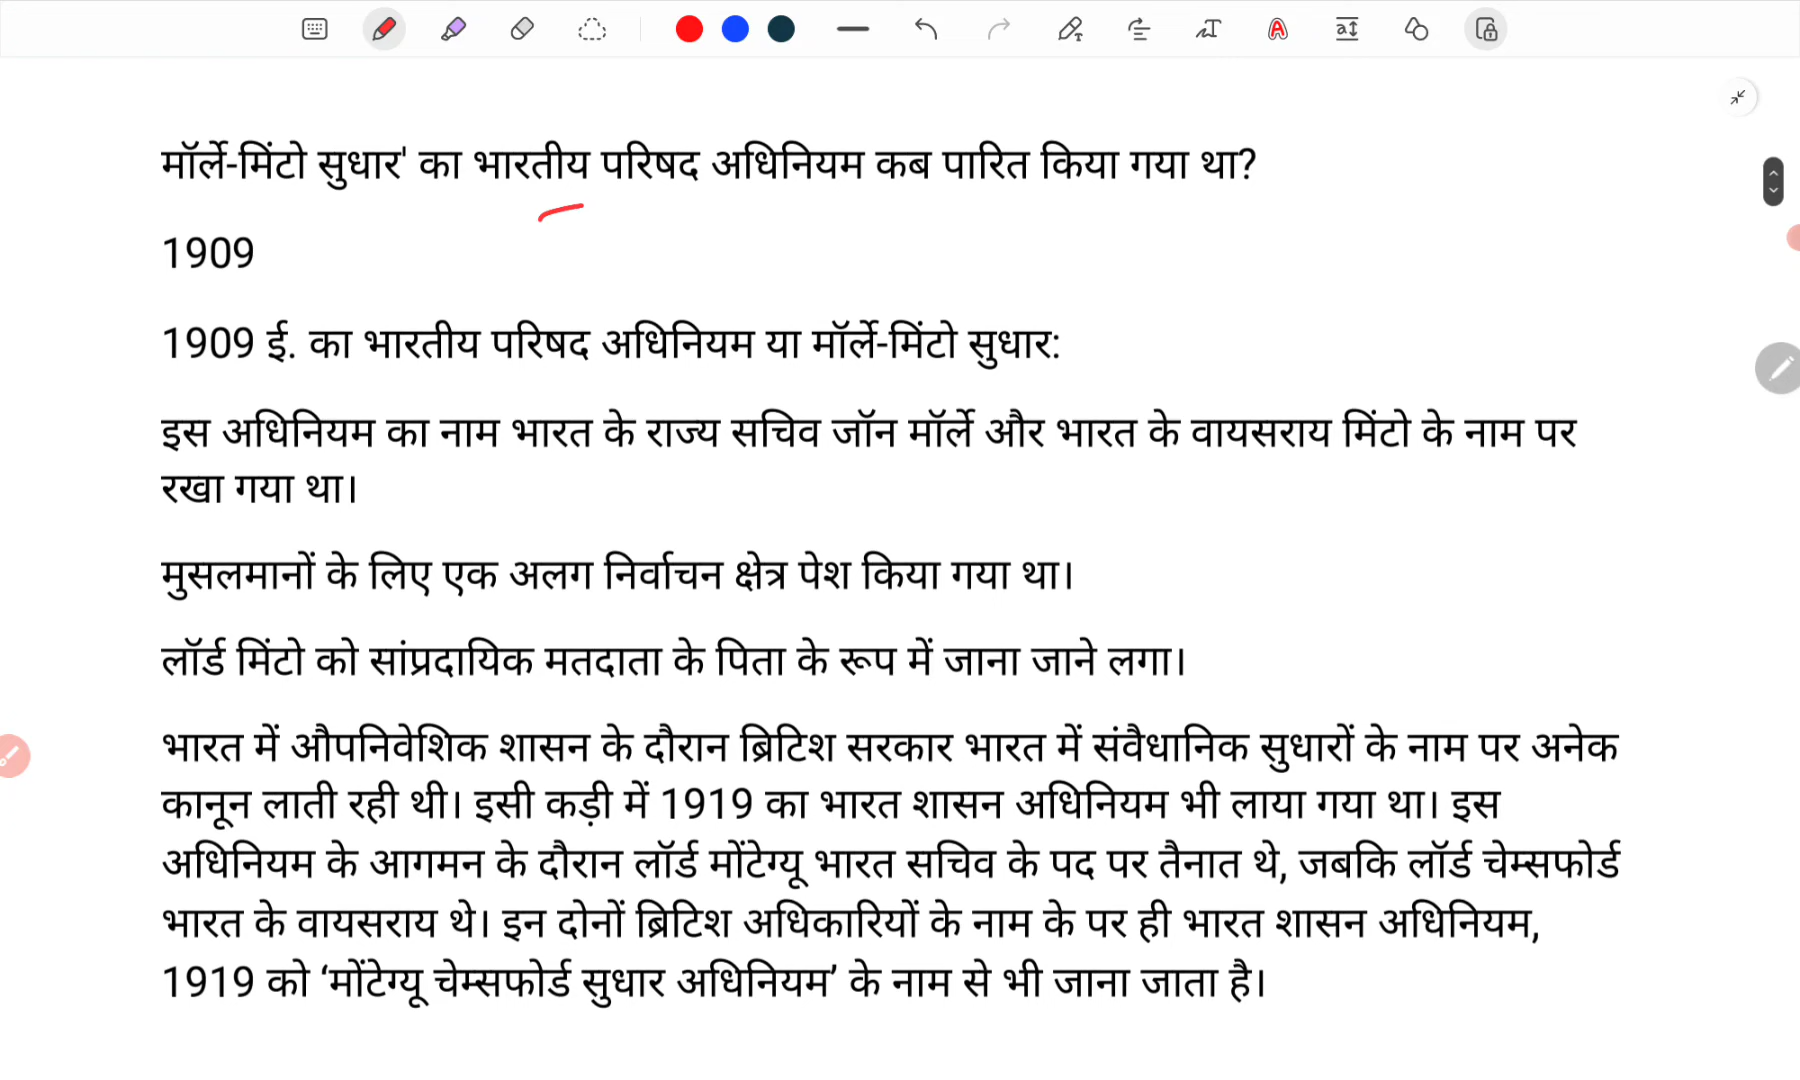 मॉर्ले-मिंटो सुधार' का भारतीय परिषद अधिनियम कब पारित किया गया था?
1909
1909 ई. का भारतीय परिषद अधिनियम या मॉर्ले-मिंटो सुधार:
इस अधिनियम का नाम भारत के राज्य सचिव जॉन मॉर्ले और भारत के वायसराय मिंटो के नाम पर
रखा गया था।
मुसलमानों के लिए एक अलग निर्वाचन क्षेत्र पेश किया गया था।
लॉर्ड मिंटो को सांप्रदायिक मतदाता के पिता के रूप में जाना जाने लगा।
भारत में औपनिवेशिक शासन के दौरान ब्रिटिश सरकार भारत में संवैधानिक सुधारों के नाम पर अनेक
कानून लाती रही थी। इसी कड़ी में 1919 का भारत शासन अधिनियम भी लाया गया था। इस
अधिनियम के आगमन के दौरान लॉर्ड मोंटेग्यू भारत सचिव के पद पर तैनात थे, जबकि लॉर्ड चेम्सफोर्ड
भारत के वायसराय थे। इन दोनों ब्रिटिश अधिकारियों के नाम के पर ही भारत शासन अधिनियम,
1919 को ‘मोंटेग्यू चेम्सफोर्ड सुधार अधिनियम’ के नाम से भी जाना जाता है।